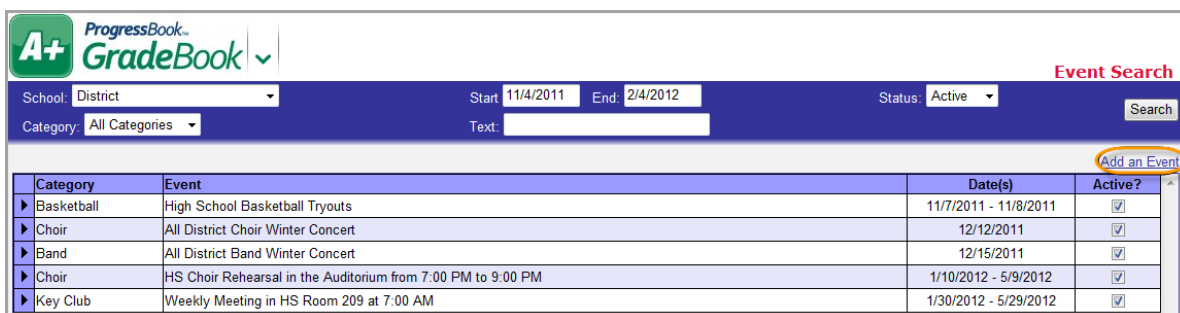 A+ ProgressBook™
GradeBook
Event Search
School: District Start 11/4/2011 End: 2/4/2012 Status: Active
Search
Category: All Categories Text:
Add an Event
Category Event Date(s) Active?
Basketball High School Basketball Tryouts 11/7/2011 - 11/8/2011
Choir All District Choir Winter Concert 12/12/2011
Band All District Band Winter Concert 12/15/2011
Choir HS Choir Rehearsal in the Auditorium from 7:00 PM to 9:00 PM 1/10/2012 - 5/9/2012
Key Club Weekly Meeting in HS Room 209 at 7:00 AM 1/30/2012 - 5/29/2012